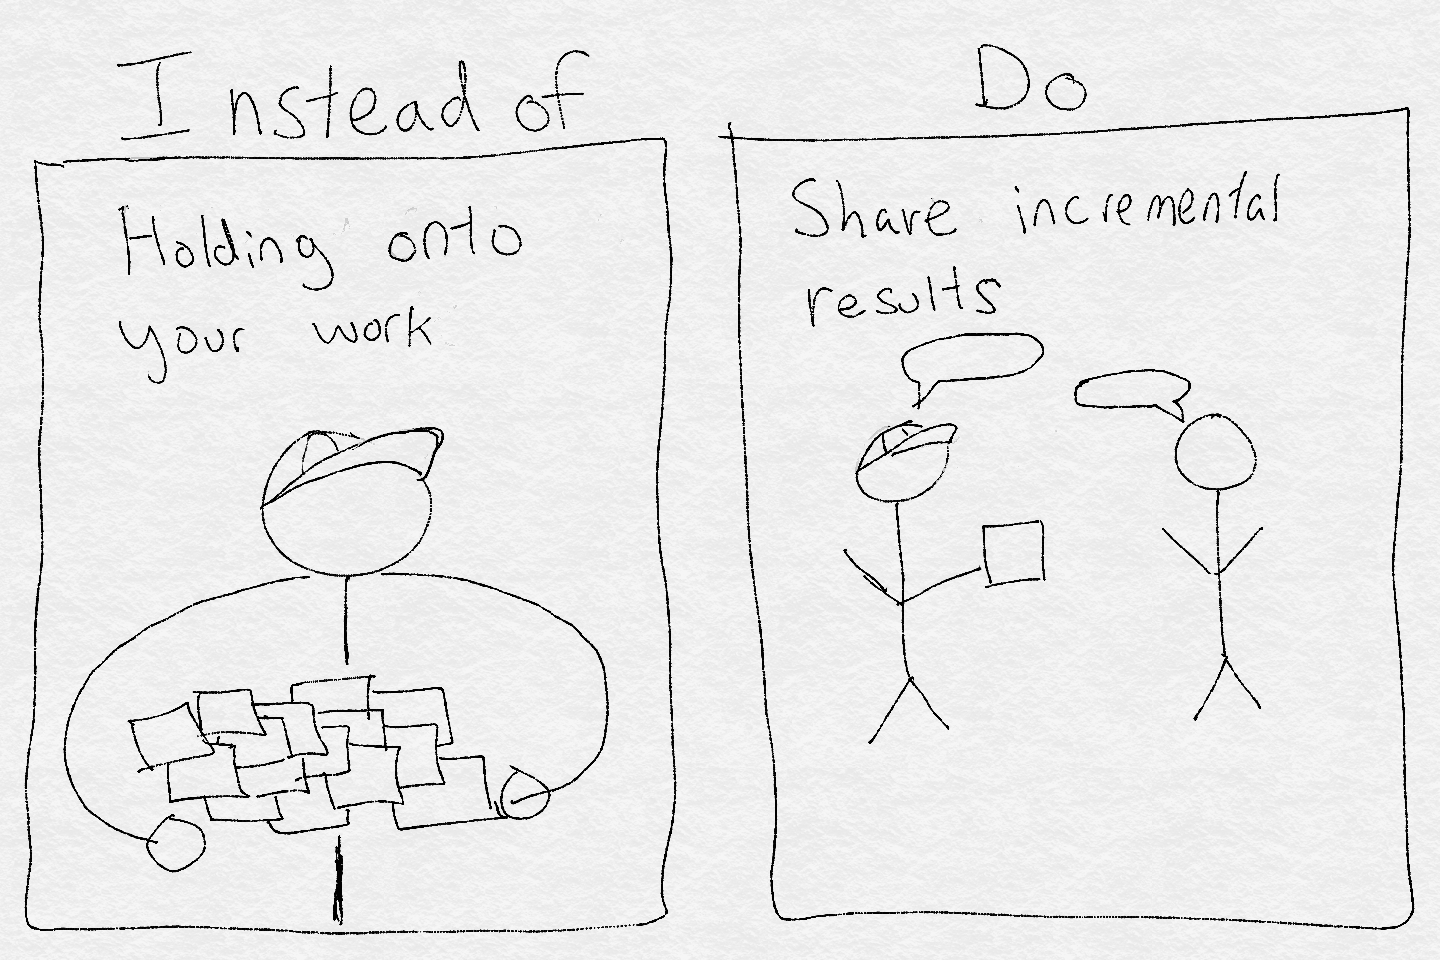 Instead of
Holding onto
your work
Do
Share incremental
results